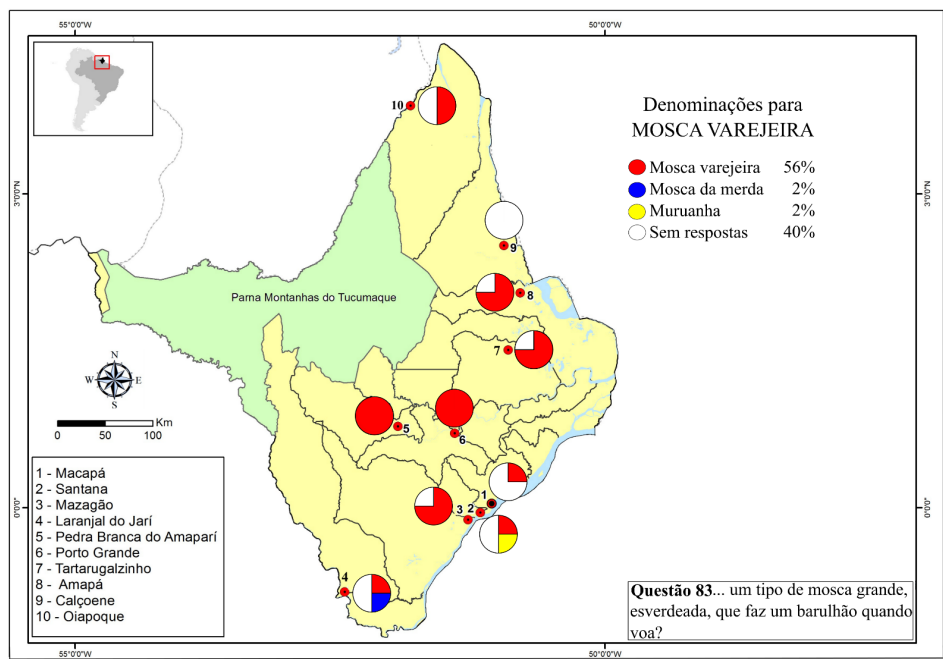 55°0'0"W
50°0'0"W
3°0'0"N
3°0'0"N
0°0'0"
0°0'0"
55°0'0"W
50°0'0"W
Denominações para
MOSCA VAREJEIRA
Mosca varejeira 56%
Mosca da merda 2%
Muruanha 2%
Sem respostas 40%
10
9
8
7
Parna Montanhas do Tucumaque
5
6
1
2
3
4
N
W E
S
Km
0 50 100
1 - Macapá
2 - Santana
3 - Mazagão
4 - Laranjal do Jarí
5 - Pedra Branca do Amaparí
6 - Porto Grande
7 - Tartarugalzinho
8 - Amapá
9 - Calçoene
10 - Oiapoque
Questão 83... um tipo de mosca grande,
esverdeada, que faz um barulhão quando
voa?